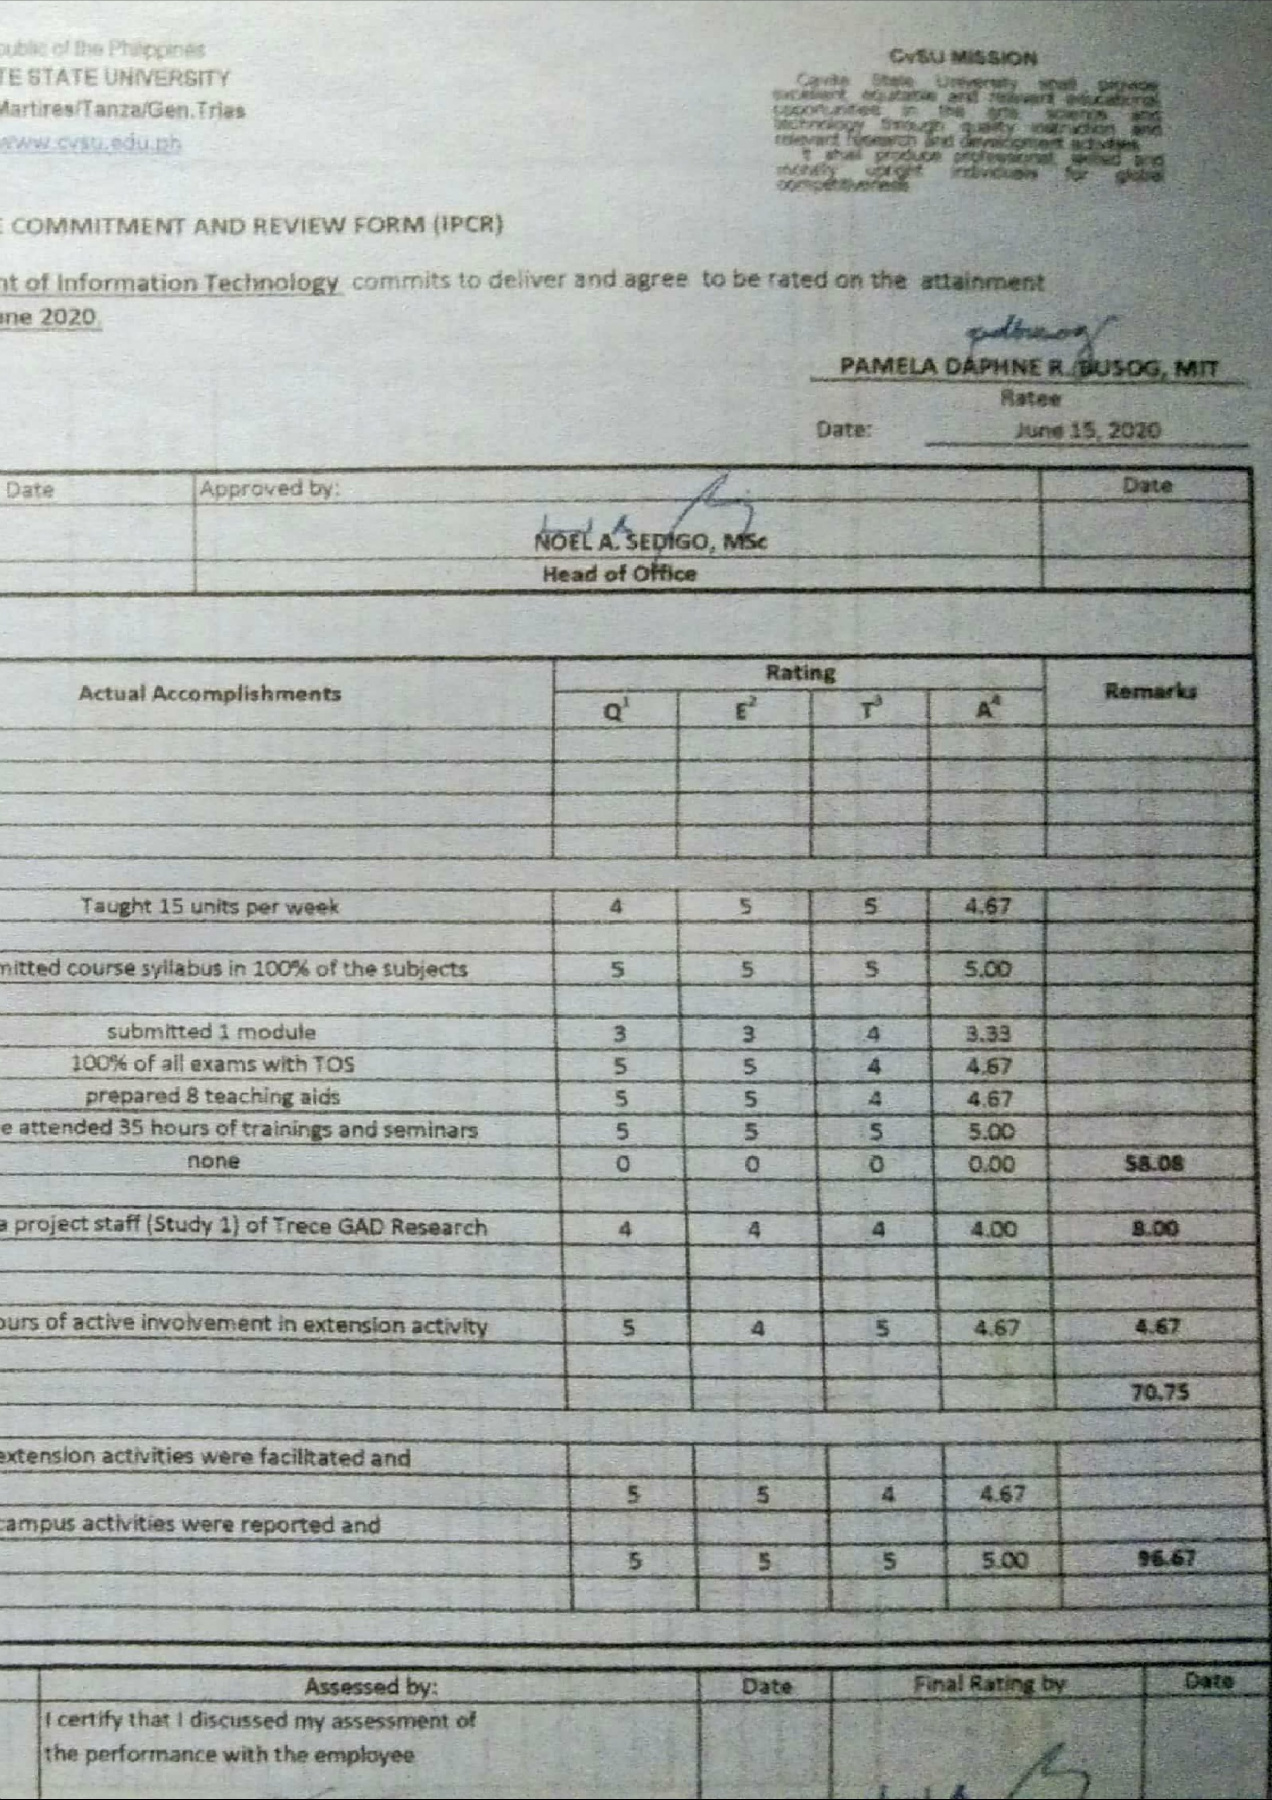 public of the Philippines
TE STATE UNIVERSITY
Martires/Tanza/Gen.Trias
www.cvsu.edu.ph
CvSU MISSION
Cavite State University shall provide
excellent, equitable and relevant educational
opportunities in the arts, science and
technology through quality instruction and
relevant research and development activities.
It shall produce professional, skilled and
morally upright individuals for global
competitiveness.
E COMMITMENT AND REVIEW FORM (IPCR)
nt of Information Technology commits to deliver and agree to be rated on the attainment
une 2020.
PAMELA DAPHNE R. BUSOG, MIT
Ratee
Date: June 15, 2020
Date Approved by: Date
NOEL A. SEDIGO, MSc
Head of Office
Actual Accomplishments Rating Remarks
Q1 E2 T3 A4
Taught 15 units per week 4 5 5 4.67
mitted course syllabus in 100% of the subjects 5 5 5 5.00
submitted 1 module 3 3 4 3.33
100% of all exams with TOS 5 5 4 4.67
prepared 8 teaching aids 5 5 4 4.67
e attended 35 hours of trainings and seminars 5 5 5 5.00
none 0 0 0 0.00 58.08
a project staff (Study 1) of Trece GAD Research 4 4 4 4.00 8.00
ours of active involvement in extension activity 5 4 5 4.67 4.67
70.75
extension activities were facilitated and
5 5 4 4.67
campus activities were reported and
5 5 5 5.00 96.67
Assessed by: Date Final Rating by Date
I certify that I discussed my assessment of
the performance with the employee